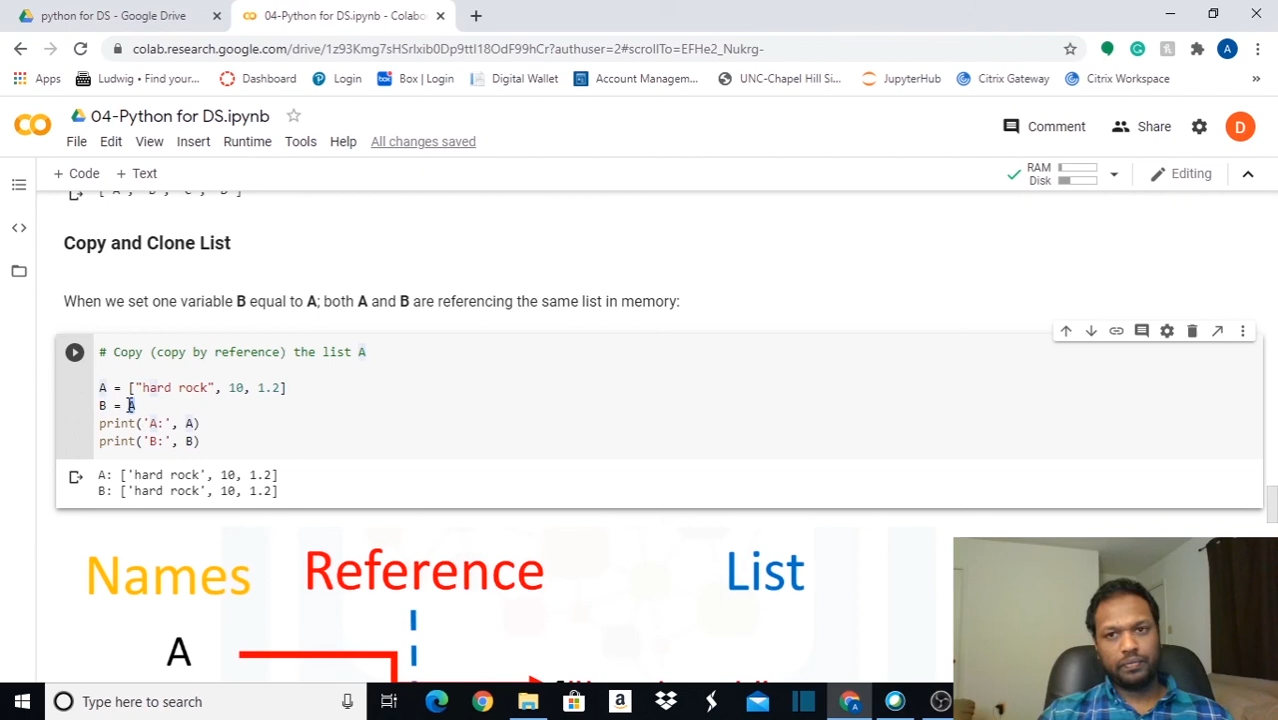 python for DS - Google Drive
04-Python for DS.ipynb - Colabo
colab.research.google.com/drive/1z93Kmg7sHSrlxib0Dp9ttI18OdF99hCr?authuser=2#scrollTo=EFHe2_Nukrg-
Apps Ludwig • Find your... Dashboard Login Box | Login Digital Wallet Account Managem... UNC-Chapel Hill Si... JupyterHub Citrix Gateway Citrix Workspace »
04-Python for DS.ipynb
Comment Share D
File Edit View Insert Runtime Tools Help All changes saved
+ Code + Text
RAM
Disk
Editing
Copy and Clone List
When we set one variable B equal to A; both A and B are referencing the same list in memory:
# Copy (copy by reference) the list A
A = ["hard rock", 10, 1.2]
B = A
print('A:', A)
print('B:', B)
A: ['hard rock', 10, 1.2]
B: ['hard rock', 10, 1.2]
Names Reference List
A
Type here to search